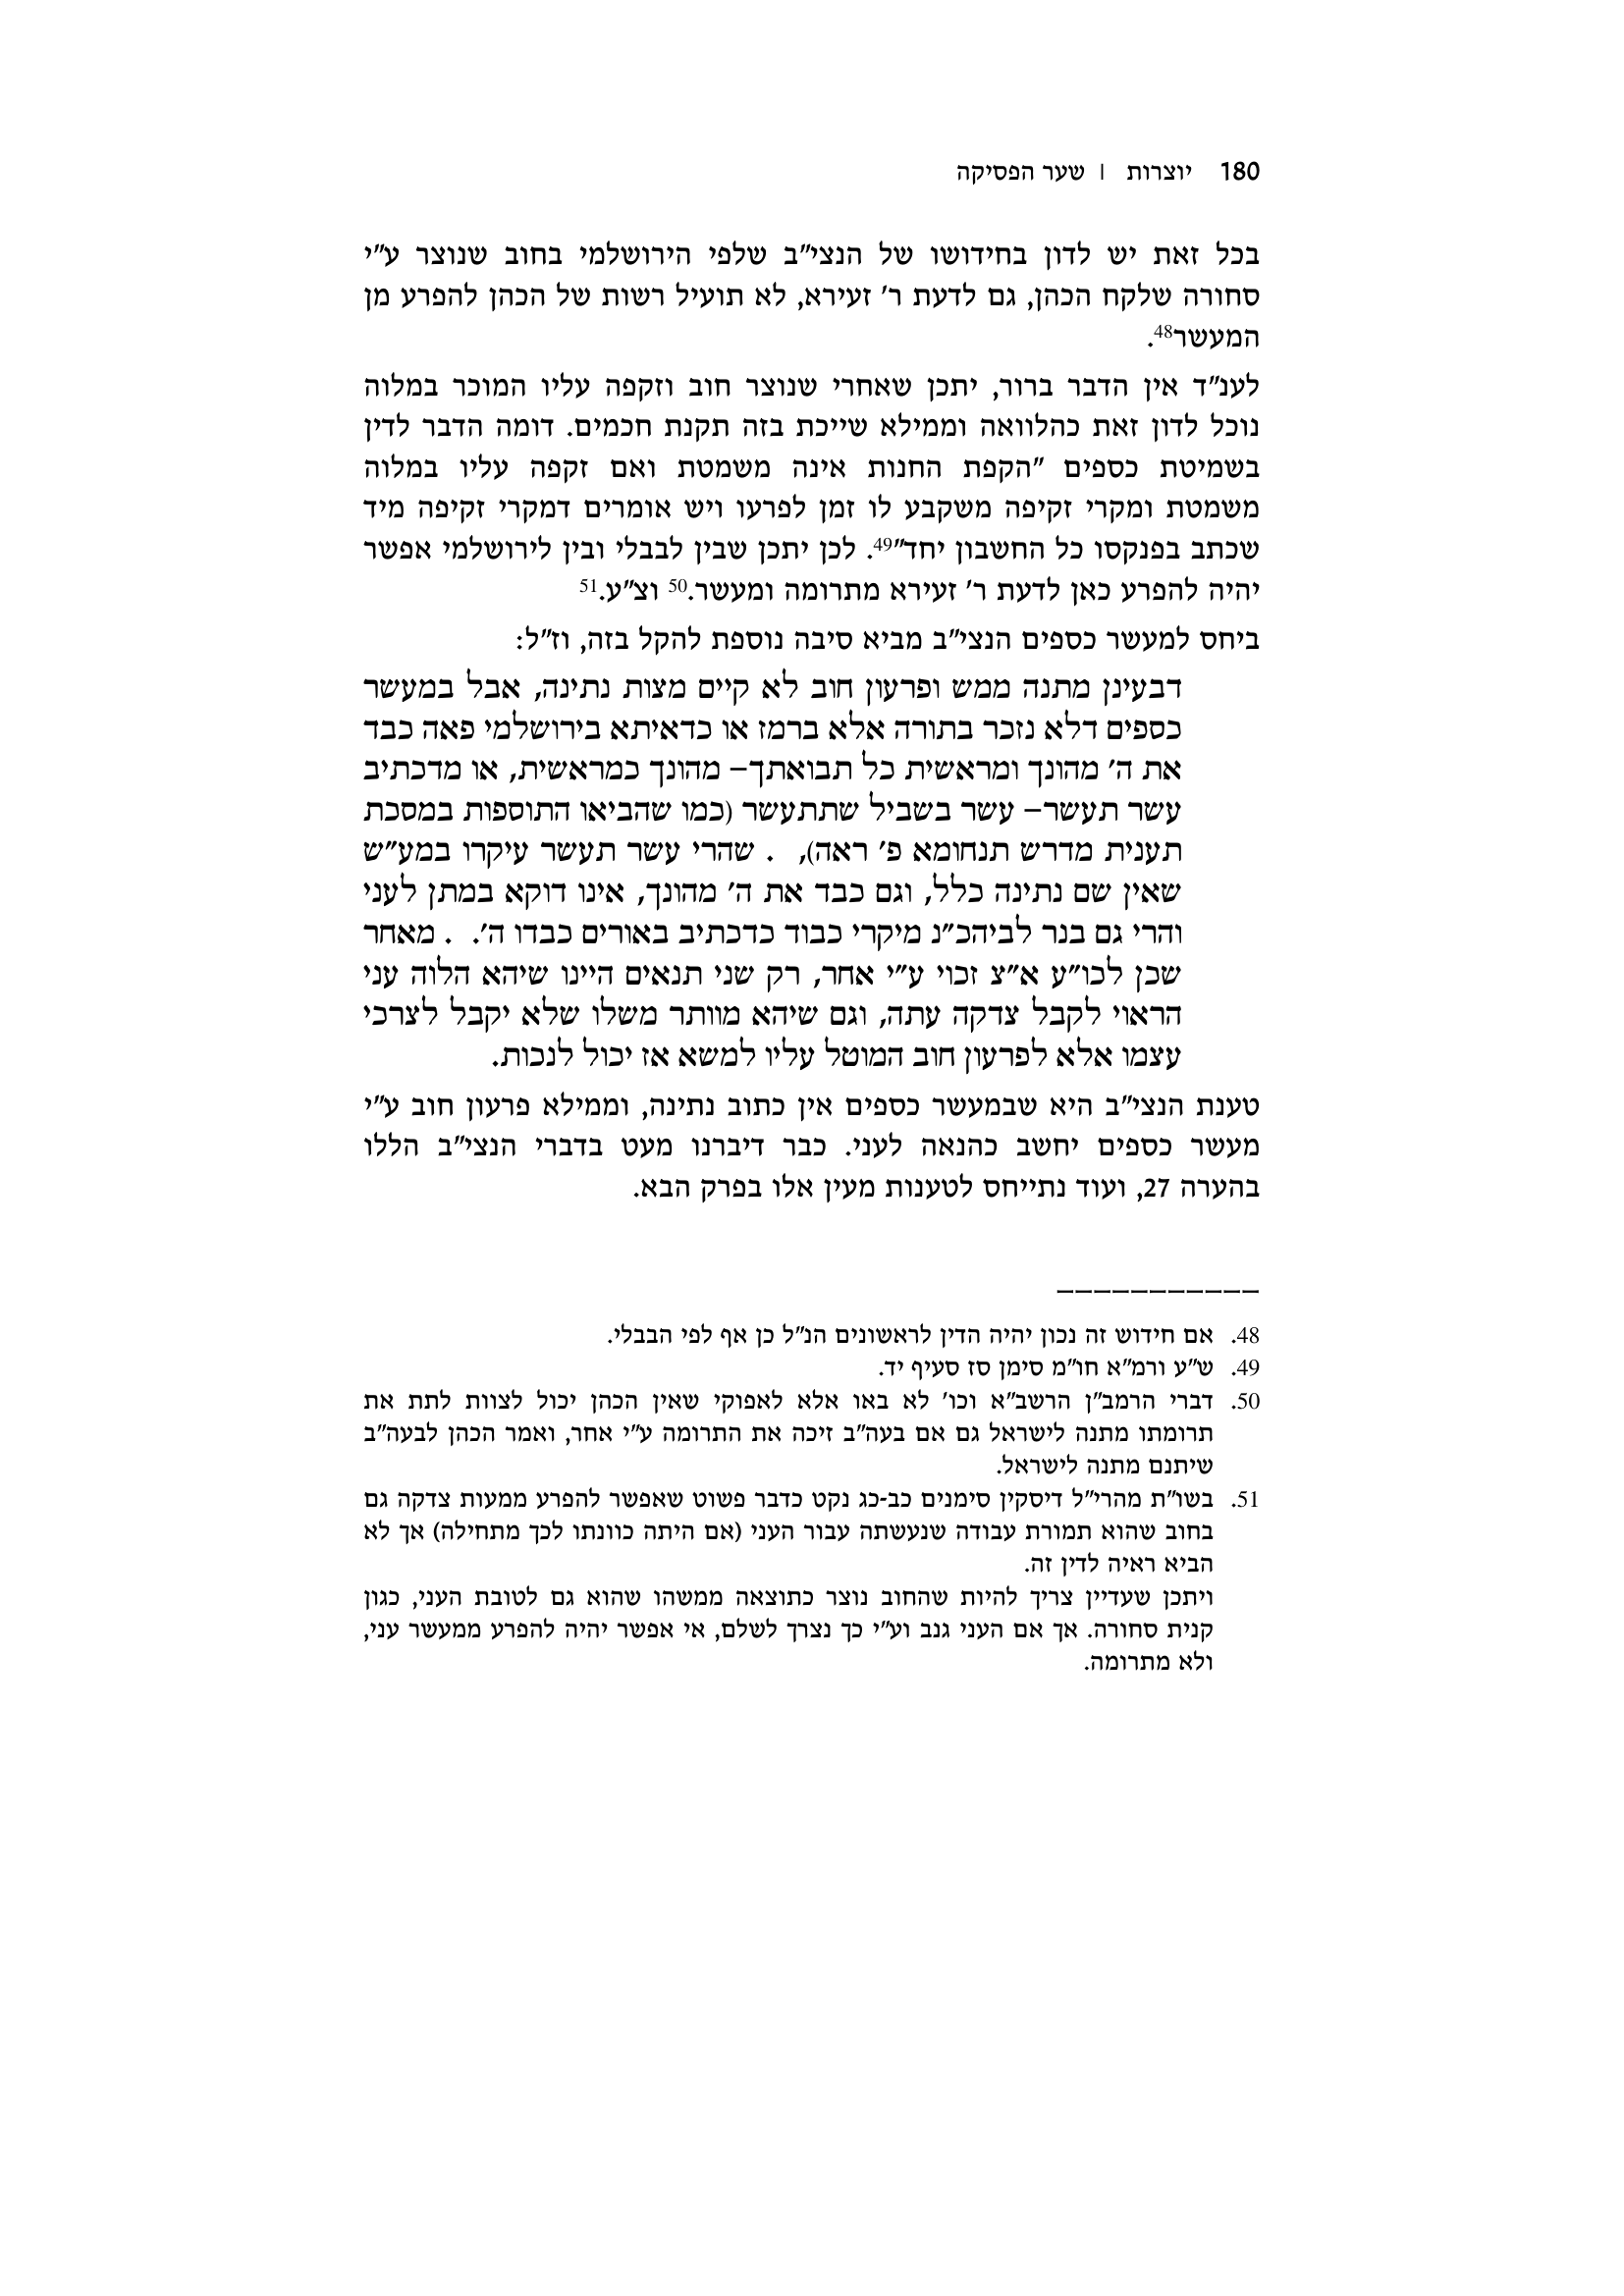 180 יוצרות | שער הפסיקה
בכל זאת יש לדון בחידושו של הנצי"ב שלפי הירושלמי בחוב שנוצר ע"י
סחורה שלקח הכהן, גם לדעת ר' זעירא, לא תועיל רשות של הכהן להפרע מן
המעשר48.
לענ"ד אין הדבר ברור, יתכן שאחרי שנוצר חוב וזקפה עליו המוכר במלוה
נוכל לדון זאת כהלוואה וממילא שייכת בזה תקנת חכמים. דומה הדבר לדין
בשמיטת כספים "הקפת החנות אינה משמטת ואם זקפה עליו במלוה
משמטת ומקרי זקיפה משקבע לו זמן לפרעו ויש אומרים דמקרי זקיפה מיד
שכתב בפנקסו כל החשבון יחד"49. לכן יתכן שבין לבבלי ובין לירושלמי אפשר
יהיה להפרע כאן לדעת ר' זעירא מתרומה ומעשר.50 וצ"ע.51
ביחס למעשר כספים הנצי"ב מביא סיבה נוספת להקל בזה, וז"ל:
דבעינן מתנה ממש ופרעון חוב לא קיים מצות נתינה, אבל במעשר
כספים דלא נזכר בתורה אלא ברמז או כדאיתא בירושלמי פאה כבד
את ה' מהונך ומראשית כל תבואתך– מהונך כמראשית, או מדכתיב
עשר תעשר– עשר בשביל שתתעשר (כמו שהביאו התוספות במסכת
תענית מדרש תנחומא פ' ראה), . שהרי עשר תעשר עיקרו במע"ש
שאין שם נתינה כלל, וגם כבד את ה' מהונך, אינו דוקא במתן לעני
והרי גם בנר לביהכ"נ מיקרי כבוד כדכתיב באורים כבדו ה'. . מאחר
שכן לכו"ע א"צ זכוי ע"י אחר, רק שני תנאים היינו שיהא הלוה עני
הראוי לקבל צדקה עתה, וגם שיהא מוותר משלו שלא יקבל לצרכי
עצמו אלא לפרעון חוב המוטל עליו למשא אז יכול לנכות.
טענת הנצי"ב היא שבמעשר כספים אין כתוב נתינה, וממילא פרעון חוב ע"י
מעשר כספים יחשב כהנאה לעני. כבר דיברנו מעט בדברי הנצי"ב הללו
בהערה 27, ועוד נתייחס לטענות מעין אלו בפרק הבא.
–––––––––––
48. אם חידוש זה נכון יהיה הדין לראשונים הנ"ל כן אף לפי הבבלי.
49. ש"ע ורמ"א חו"מ סימן סז סעיף יד.
50. דברי הרמב"ן הרשב"א וכו' לא באו אלא לאפוקי שאין הכהן יכול לצוות לתת את
תרומתו מתנה לישראל גם אם בעה"ב זיכה את התרומה ע"י אחר, ואמר הכהן לבעה"ב
שיתנם מתנה לישראל.
51. בשו"ת מהרי"ל דיסקין סימנים כב-כג נקט כדבר פשוט שאפשר להפרע ממעות צדקה גם
בחוב שהוא תמורת עבודה שנעשתה עבור העני (אם היתה כוונתו לכך מתחילה) אך לא
הביא ראיה לדין זה.
ויתכן שעדיין צריך להיות שהחוב נוצר כתוצאה ממשהו שהוא גם לטובת העני, כגון
קנית סחורה. אך אם העני גנב וע"י כך נצרך לשלם, אי אפשר יהיה להפרע ממעשר עני,
ולא מתרומה.